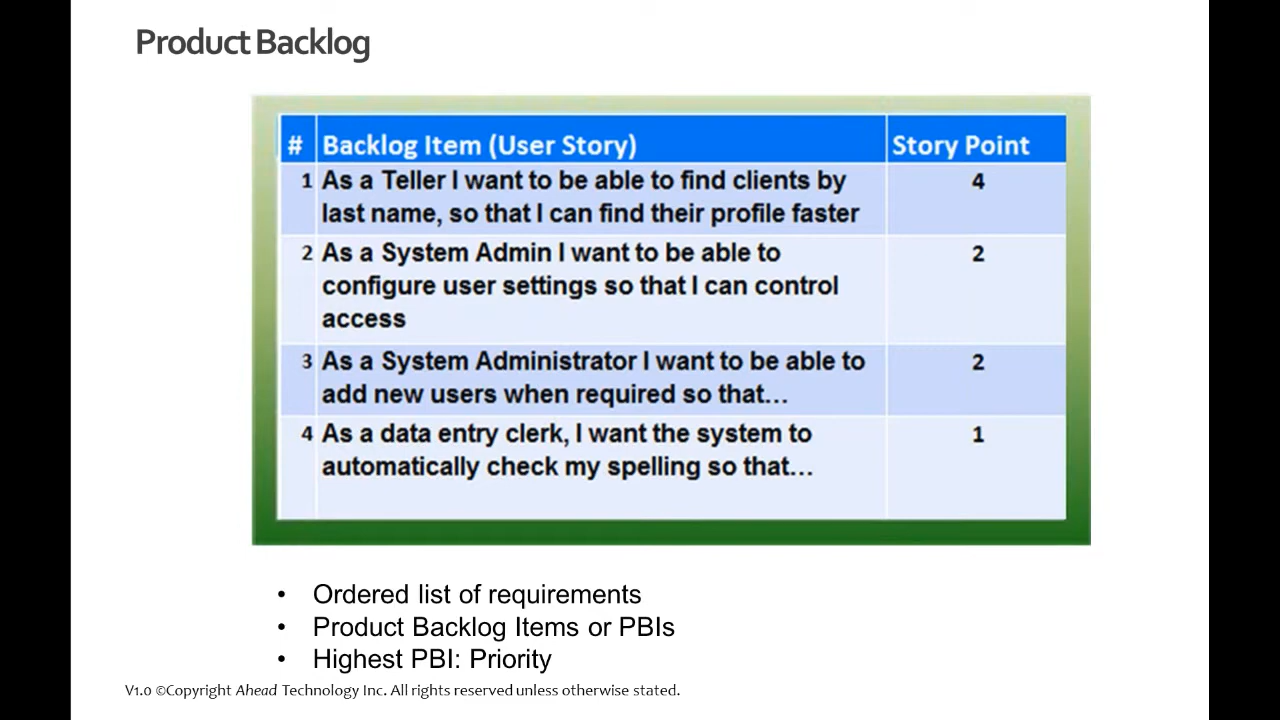 Product Backlog
# Backlog Item (User Story) Story Point
1 As a Teller I want to be able to find clients by 4
last name, so that I can find their profile faster
2 As a System Admin I want to be able to 2
configure user settings so that I can control
access
3 As a System Administrator I want to be able to 2
add new users when required so that...
4 As a data entry clerk, I want the system to 1
automatically check my spelling so that...
• Ordered list of requirements
• Product Backlog Items or PBIs
• Highest PBI: Priority
V1.0 ©Copyright Ahead Technology Inc. All rights reserved unless otherwise stated.